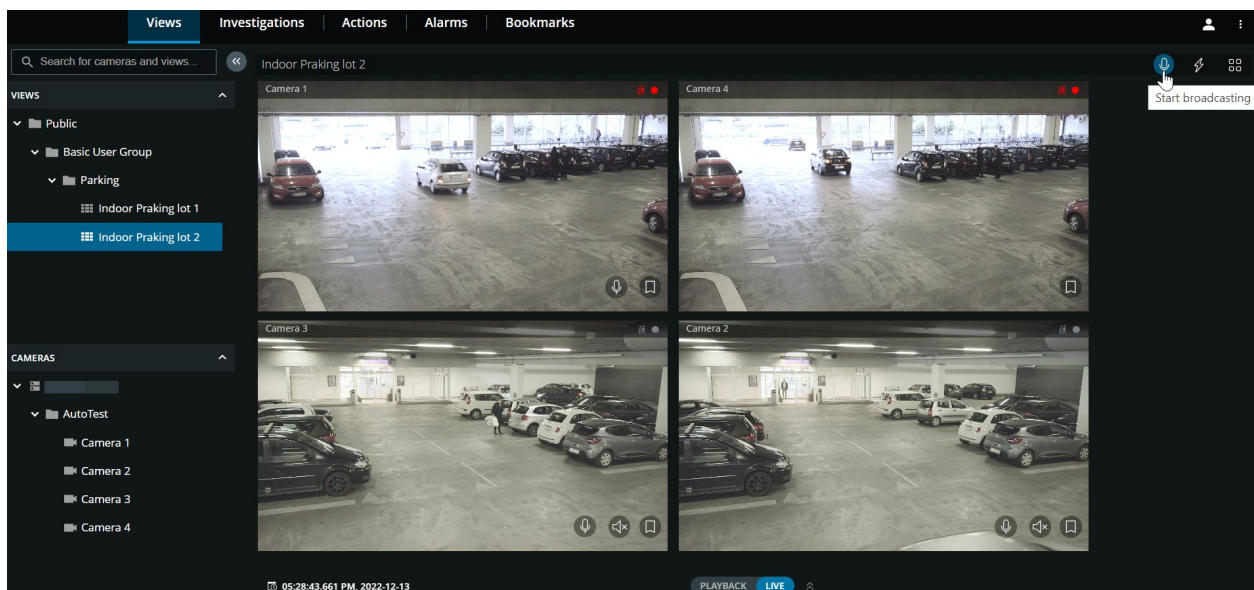 Views Investigations Actions Alarms Bookmarks
Search for cameras and views...
Indoor Praking lot 2
Start broadcasting
VIEWS
Public
Basic User Group
Parking
Indoor Praking lot 1
Indoor Praking lot 2
CAMERAS
AutoTest
Camera 1
Camera 2
Camera 3
Camera 4
Camera 1
Camera 4
Camera 3
Camera 2
05:28:43.661 PM, 2022-12-13
PLAYBACK LIVE